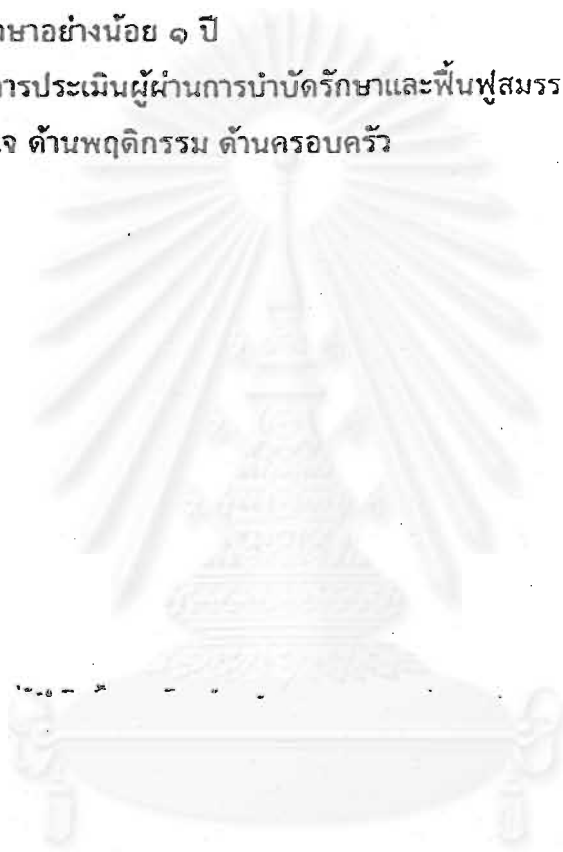 ษาอย่างน้อย ๑ ปี
การประเมินผู้ผ่านการบำบัดรักษาและฟื้นฟูสมรร
ใจ ด้านพฤติกรรม ด้านครอบครัว